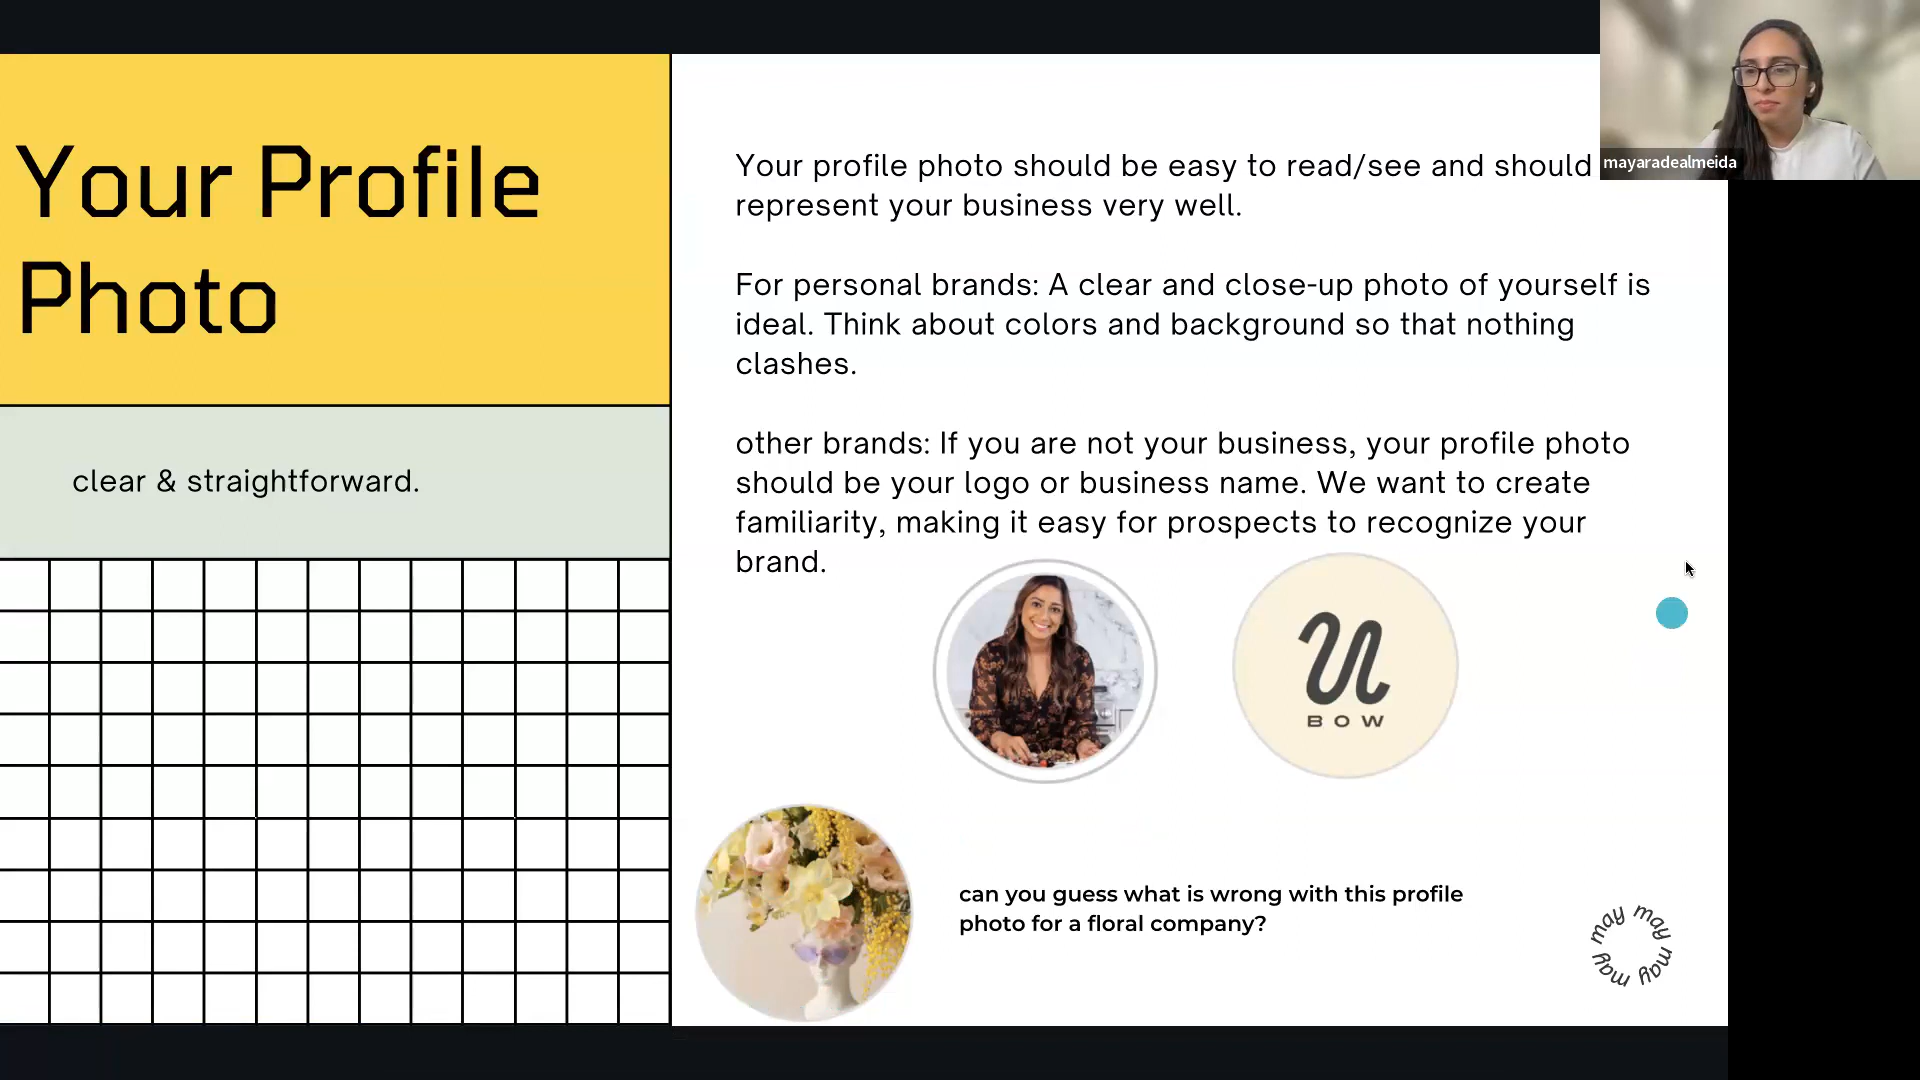 Your Profile
Photo
clear & straightforward.
Your profile photo should be easy to read/see and should
represent your business very well.
For personal brands: A clear and close-up photo of yourself is
ideal. Think about colors and background so that nothing
clashes.
other brands: If you are not your business, your profile photo
should be your logo or business name. We want to create
familiarity, making it easy for prospects to recognize your
brand.
BOW
can you guess what is wrong with this profile
photo for a floral company?
may may may may may
mayaradealmeida